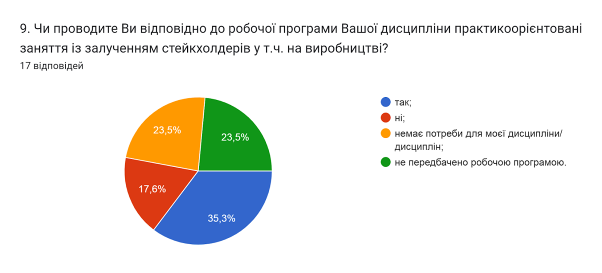 9. Чи проводите Ви відповідно до робочої програми Вашої дисципліни практикоорієнтовані
заняття із залученням стейкхолдерів у т.ч. на виробництві?
17 відповідей
так;
ні;
немає потреби для моєї дисципліни/
дисциплін;
не передбачено робочою програмою.
23,5%
23,5%
17,6%
35,3%